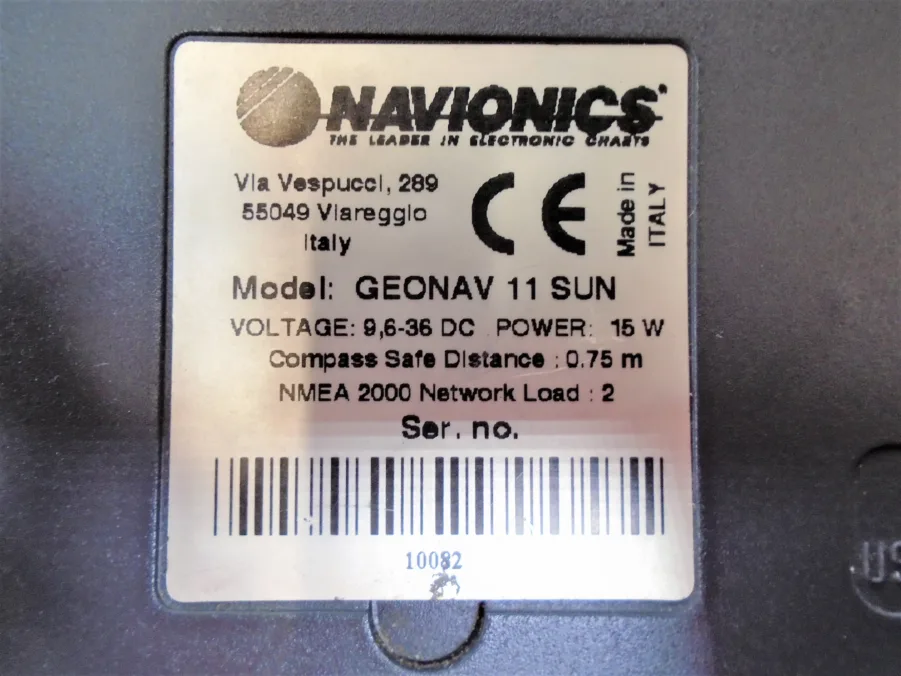 NAVIONICS
THE LEADER IN ELECTRONIC CHARTS
Via Vespucci, 289
55049 Viareggio
Italy
CE
Made in
ITALY
Model: GEONAV 11 SUN
VOLTAGE: 9,6-36 DC POWER: 15 W
Compass Safe Distance : 0.75 m
NMEA 2000 Network Load : 2
Ser. no.
10082
US